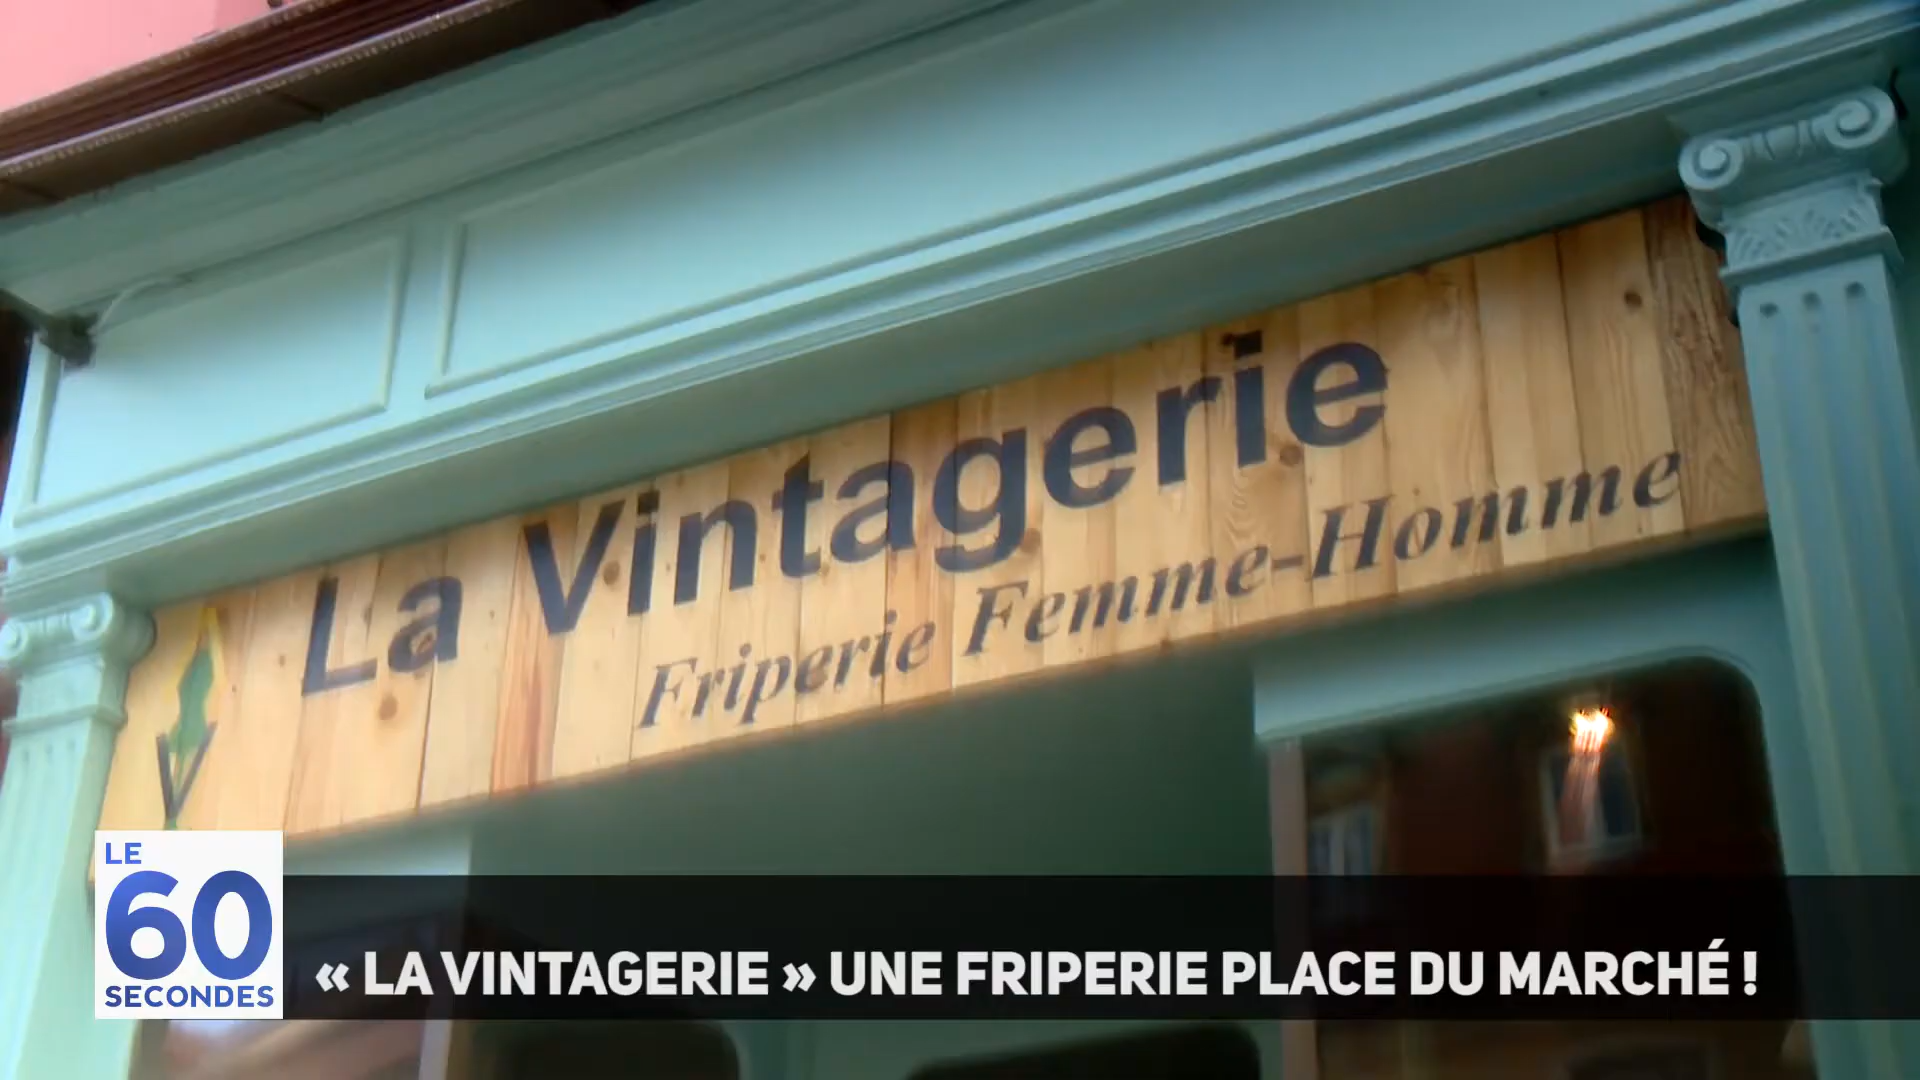 La Vintagerie
Friperie Femme-Homme
LE
60
SECONDES
« LA VINTAGERIE » UNE FRIPERIE PLACE DU MARCHÉ !